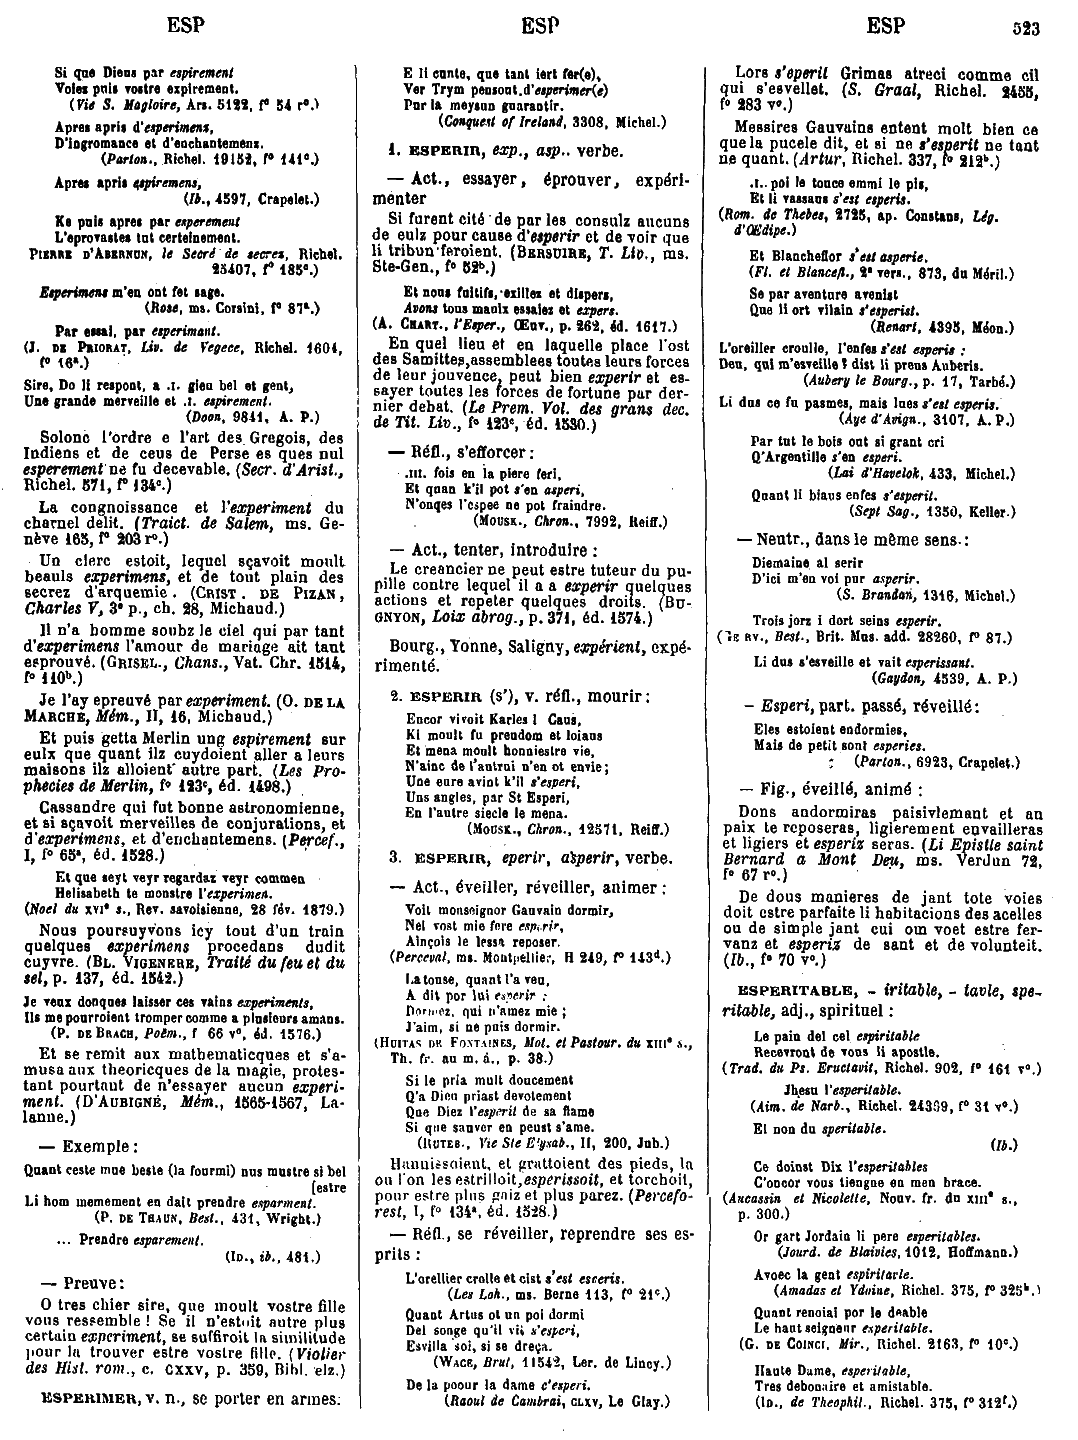 ESP
ESP
ESP
523
Si que Dieus par espirement
Voies puis vostre expirement.
(Vie S. Magloire, Ars. 5122, f° 54 r°.)
Apres apris d'esperimens,
D'ingromance et d'enchantemens.
(Parton., Richel. 19152, f° 141c.)
Apres apris espiremens,
(Ib., 4597, Crapelet.)
Ke puis apres par esperement
L'eprovastes tut certeinement.
PIERRE D'ABERNUN, le Secré de secres, Richel.
25407, f° 185a.)
Esperimens m'en ont fet sage.
(Rose, ms. Corsini, f° 87a.)
Par essai, par esperimant.
(J. DE PRIORAT, Liv. de Vegece, Richel. 1604,
f° 16a.)
Sire, Do li respont, a .I. gieu bel et gent,
Une grande merveille et .I. espirement.
(Doon, 9841, A. P.)
Solonc l'ordre e l'art des Gregois, des
Indiens et de ceus de Perse es ques nul
esperement ne fu decevable. (Secr. d'Arist.,
Richel. 571, f° 134c.)
La congnoissance et l'experiment du
charnel delit. (Traict. de Salem, ms. Ge-
nève 165, f° 203 r°.)
Un clerc estoit, lequel sçavoit moult
beauls experimens, et de tout plain des
secrez d'arquemie. (CRIST. DE PIZAN,
Charles V, 3e p., ch. 28, Michaud.)
Il n'a homme soubz le ciel qui par tant
d'experimens l'amour de mariage ait tant
esprouvé. (GRISEL., Chans., Vat. Chr. 1514,
f° 110b.)
Je l'ay epreuvé par experiment. (O. DE LA
MARCHE, Mém., II, 16, Michaud.)
Et puis getta Merlin ung espirement sur
eulx que quant ilz cuydoient aller a leurs
maisons ilz alloient autre part. (Les Pro-
phecies de Merlin, f° 123c, éd. 1498.)
Cassandre qui fut bonne astronomienne,
et si sçavoit merveilles de conjurations, et
d'experimens, et d'enchantemens. (Percef.,
I, f° 65a, éd. 1528.)
Et que seyt veyr regardaz veyr commen
Helisabeth te monstre l'experimen.
(Noel du XVIe s., Rev. savoisienne, 28 fév. 1879.)
Nous poursuyvons icy tout d'un train
quelques experimens procedans dudit
cuyvre. (BL. VIGENERE, Traité du feu et du
sel, p. 137, éd. 1542.)
Je veux donques laisser ces vains experiments,
Ils me pourroient tromper comme a plusieurs amans.
(P. DE BRACH, Poèm., f 66 v°, éd. 1576.)
Et se remit aux mathematicques et s'a-
musa aux theoricques de la magie, protes-
tant pourtant de n'essayer aucun experi-
ment. (D'AUBIGNÉ, Mém., 1565-1567, La-
lanne.)
— Exemple :
Quant ceste mue beste (la fourmi) nus mustre si bel
[estre
Li hom memement en dait prendre esparment.
(P. DE THAUN, Best., 431, Wright.)
... Prendre esparement.
(ID., ib., 481.)
— Preuve :
O tres chier sire, que moult vostre fille
vous ressemble ! Se il n'estoit autre plus
certain experiment, se suffiroit la similitude
pour la trouver estre vostre fille. (Violier
des Hist. rom., c. CXXV, p. 359, Bibl. elz.)
ESPERIMER, v. n., se porter en armes:
E li cunte, que tant iert fer(e),
Ver Trym pensout.d'esperimer(e)
Pur la meysun guarantir.
(Conquest of Ireland, 3308, Michel.)
1. ESPERIR, exp., asp.. verbe.
— Act., essayer, éprouver, expéri-
menter
Si furent cité de par les consulz aucuns
de eulz pour cause d'esperir et de voir que
li tribun feroient. (BERSUIRE, T. Liv., ms.
Ste-Gen., f° 52b.)
Et nous fuitifs, exillez et dispers,
Avons tous maulx essaiez et expers.
(A. CHART., l'Esper., Œuv., p. 262, éd. 1617.)
En quel lieu et en laquelle place l'ost
des Samittes,assemblees toutes leurs forces
de leur jouvence, peut bien experir et es-
sayer toutes les forces de fortune par der-
nier debat. (Le Prem. Vol. des grans dec.
de Tit. Liv., f° 123c, éd. 1530.)
— Réfl., s'efforcer :
.III. fois en la piere feri,
Et quan k'il pot s'en asperi,
N'onqes l'espee ne pot fraindre.
(MOUSK., Chron., 7992, Reiff.)
— Act., tenter, introduire :
Le creancier ne peut estre tuteur du pu-
pille contre lequel il a a experir quelques
actions et repeter quelques droits. (BU-
GNYON, Loix abrog., p. 371, éd. 1574.)
Bourg., Yonne, Saligny, expérient, expé-
rimenté.
2. ESPERIR (s'), v. réfl., mourir :
Encor vivoit Karles l Caus,
Ki moult fu preudom et loiaus
Et mena moult honniestre vie,
N'ainc de l'autrui n'en ot envie;
Une eure avint k'il s'esperi,
Uns angles, par St Esperi,
En l'autre siecle le mena.
(MOUSK., Chron., 12571, Reiff.)
3. ESPERIR, eperir, asperir, verbe.
— Act., éveiller, réveiller, animer :
Voit monseignor Gauvain dormir,
Nel vost mie fere esperir,
Ainçois le lessa reposer.
(Perceval, ms. Montpellier, H 249, f° 143d.)
La touse, quant l'a veu,
A dit por lui esperir :
Dormez, qui n'amez mie ;
J'aim, si ne puis dormir.
(HUITAS DE FONTAINES, Mot. et Pastour. du XIIIe s.,
Th. fr. au m. â., p. 38.)
Si le pria mult doucement
Q'a Dieu priast devotement
Que Diez l'esperit de sa flame
Si que sauver en peust s'ame.
(RUTEB., Vie Ste Elysab., II, 200, Jub.)
Hannissoient, et grattoient des pieds, la
ou l'on les estrilloit,esperissoit, et torchoit,
pour estre plus gaiz et plus parez. (Percefo-
rest, I, f° 134a, éd. 1528.)
— Réfl., se réveiller, reprendre ses es-
prits :
L'orellier crolle et cist s'est esceris.
(Les Loh., ms. Berne 113, f° 21c.)
Quant Artus ot un poi dormi
Del songe qu'il vit s'esperi,
Esvilla soi, si se dreça.
(WACE, Brut, 11542, Ler. de Lincy.)
De la poour la dame c'esperi.
(Raoul de Cambrai, CLXV, Le Glay.)
Lors s'eperit Grimas atreci comme cil
qui s'esvellet. (S. Graal, Richel. 2455,
f° 283 v°.)
Messires Gauvains entent molt bien ce
que la pucele dit, et si ne s'esperit ne tant
ne quant. (Artur, Richel. 337, f° 212b.)
.I. poi le touce emmi le pis,
Et li vassaus s'est esperis.
(Rom. de Thebes, 2725, ap. Constans, Lég.
d'Œdipe.)
Et Blancheflor s'est asperie.
(Fl. et Blancefl., 2e vers., 873, du Méril.)
Se par aventure avenist
Que li ort vilain s'esperist.
(Renart, 4395, Méon.)
L'oreiller croulle, l'enfes s'est esperis :
Deu, qui m'esveille ? dist li preus Auberis.
(Aubery le Bourg., p. 17, Tarbé.)
Li dus ce fu pasmes, mais lues s'est esperis.
(Aye d'Avign., 3107, A. P.)
Par tut le bois out si grant cri
Q'Argentille s'en esperi.
(Lai d'Havelok, 433, Michel.)
Quant li biaus enfes s'esperit.
(Sept Sag., 1350, Keller.)
— Neutr., dans le même sens.:
Diemaine al serir
D'ici m'en voi pur asperir.
(S. Brandan, 1316, Michel.)
Trois jorz i dort seins esperir.
(GERV., Best., Brit. Mus. add. 28260, f° 87.)
Li dus s'esveille et vait esperissant.
(Gaydon, 4539, A. P.)
– Esperi, part. passé, réveillé :
Eles estoient endormies,
Mais de petit sont esperies.
(Parton., 6923, Crapelet.)
— Fig., éveillé, animé :
Dons andormiras paisivlemant et an
paix te reposeras, ligierement envailleras
et ligiers et esperiz seras. (Li Epistle saint
Bernard a Mont Deu, ms. Verdun 72,
f° 67 r°.)
De dous manieres de jant tote voies
doit estre parfaite li habitacions des acelles
ou de simple jant cui om voet estre fer-
vanz et esperiz de sant et de volunteit.
(Ib., f° 70 v°.)
ESPERITABLE, - iritable, - tavle, spe-
ritable, adj., spirituel :
Le pain del cel espiritable
Recevront de vous li apostle.
(Trad. du Ps. Eructavit, Richel. 902, f° 161 v°.)
Jhesu l'esperitable.
(Aim. de Narb., Richel. 24369, f° 31 v°.)
El non du speritable.
(Ib.)
Ce doinst Dix l'esperitables
C'oncor vous tiengne en men brace.
(Aucassin et Nicolette, Nouv. fr. du XIIIe s.,
p. 300.)
Or gart Jordain li pere esperitables.
(Jourd. de Blaivies, 1012, Hoffmann.)
Avoec la gent espiritavle.
(Amadas et Ydoine, Richel. 375, f° 325b.)
Quant renoiai por le deable
Le haut seigneur experitable.
(G. DE COINCI, Mir., Richel. 2163, f° 10c.)
Haute Dame, esperitable,
Tres debonaire et amistable.
(ID., de Theophil., Richel. 375, f° 312f.)